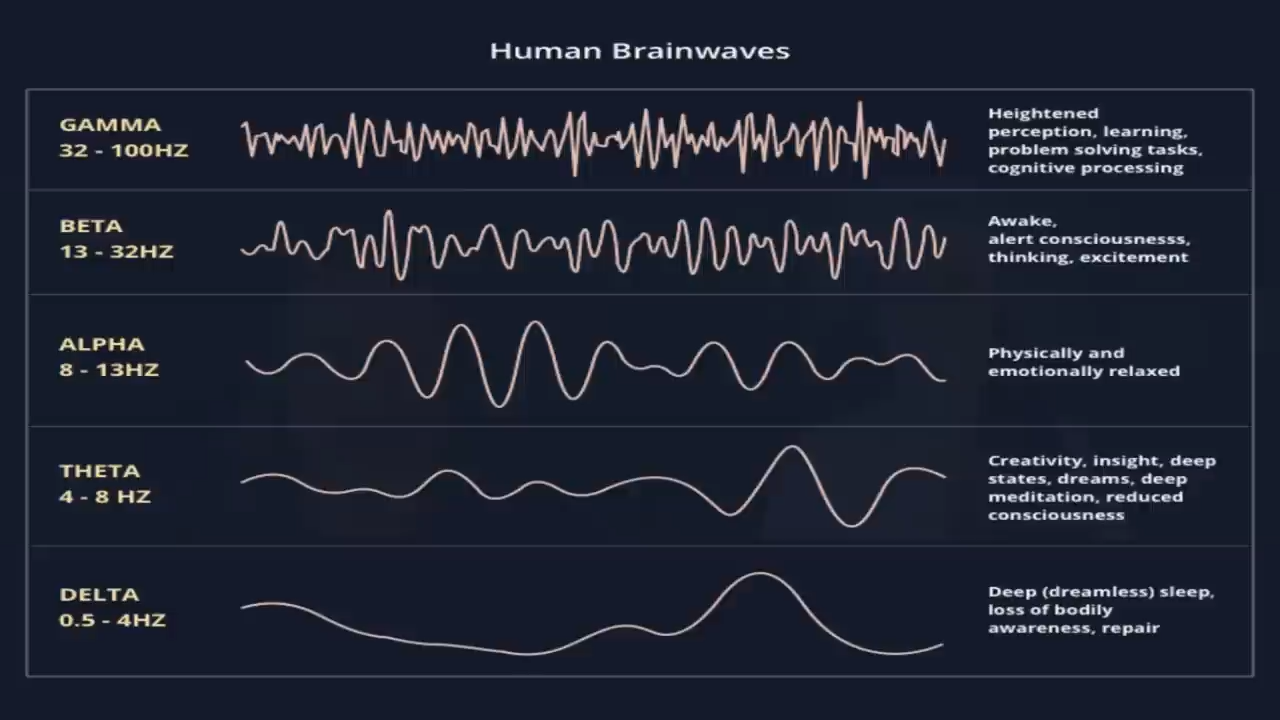 Human Brainwaves
GAMMA
32 - 100HZ
Heightened
perception, learning,
problem solving tasks,
cognitive processing
BETA
13 - 32HZ
Awake,
alert consciousnesss,
thinking, excitement
ALPHA
8 - 13HZ
Physically and
emotionally relaxed
THETA
4 - 8 HZ
Creativity, insight, deep
states, dreams, deep
meditation, reduced
consciousness
DELTA
0.5 - 4HZ
Deep (dreamless) sleep,
loss of bodily
awareness, repair